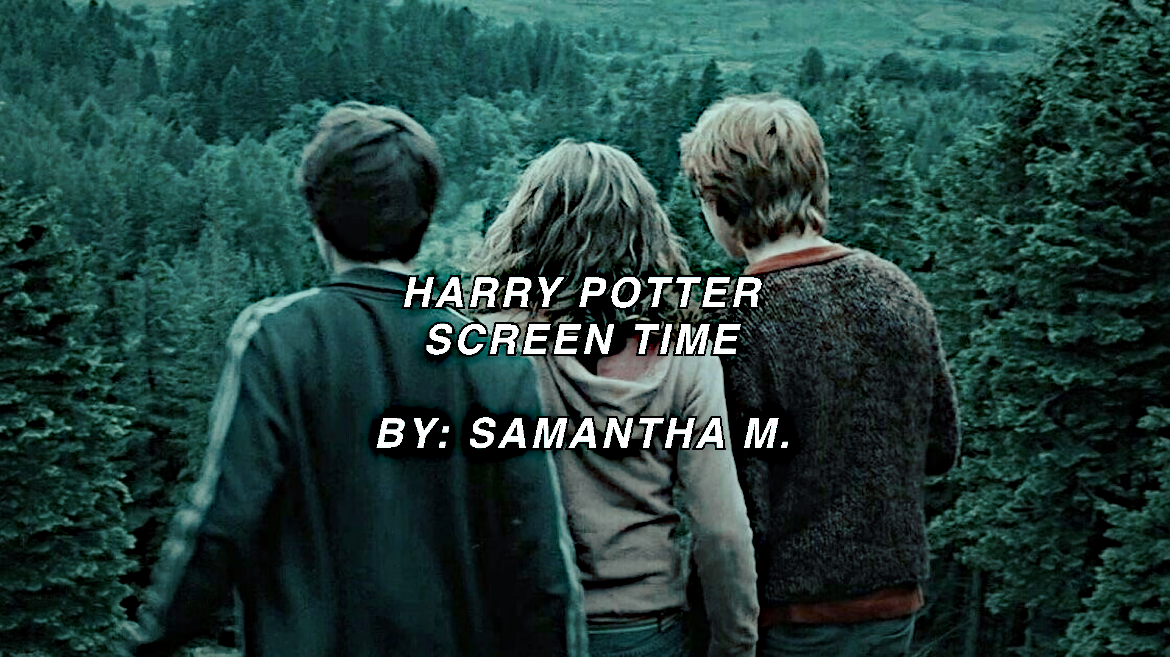 HARRY POTTER
SCREEN TIME
BY: SAMANTHA M.